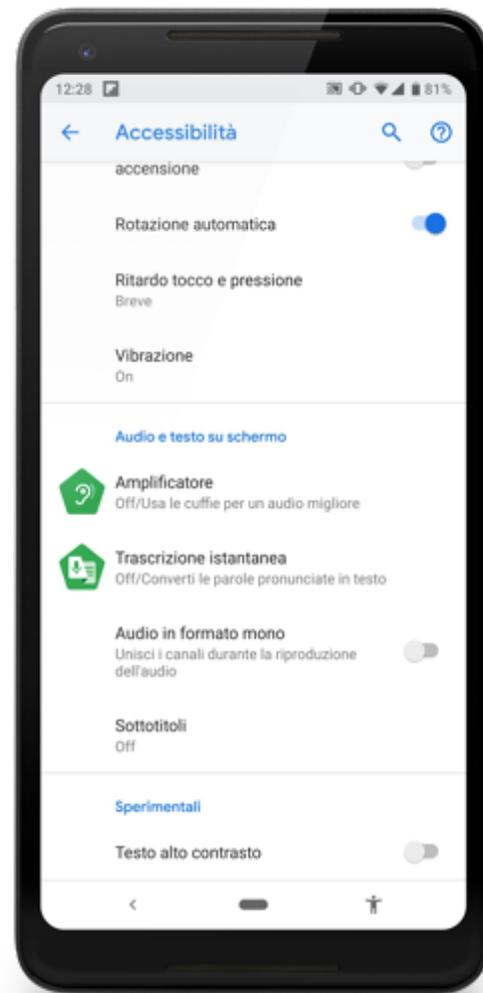 12:28 81%
Accessibilità
accensione
Rotazione automatica
Ritardo tocco e pressione
Breve
Vibrazione
On
Audio e testo su schermo
Amplificatore
Off/Usa le cuffie per un audio migliore
Trascrizione istantanea
Off/Converti le parole pronunciate in testo
Audio in formato mono
Unisci i canali durante la riproduzione
dell'audio
Sottotitoli
Off
Sperimentali
Testo alto contrasto